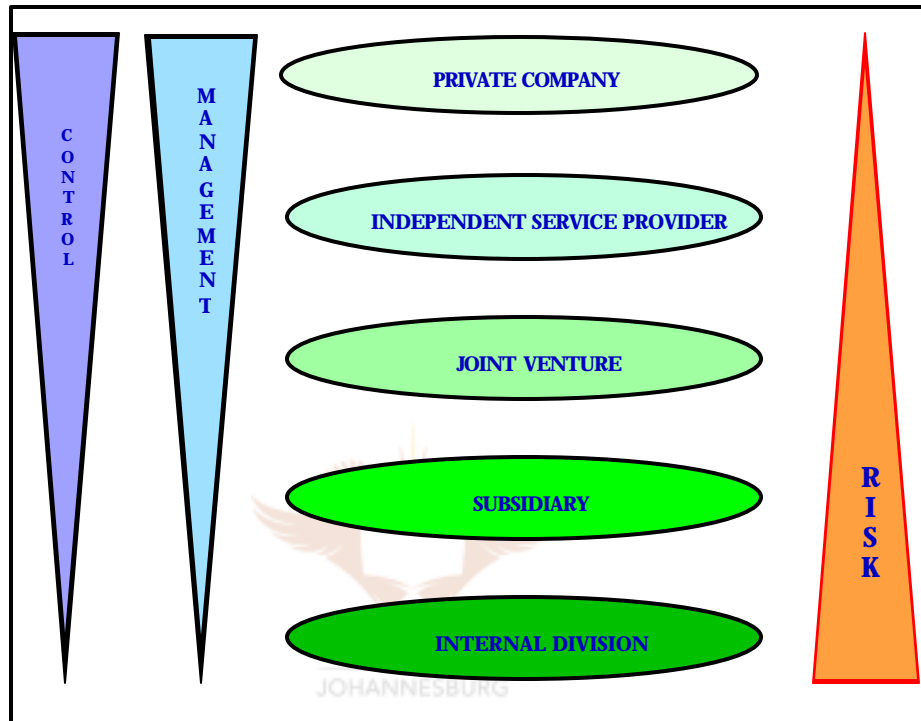 CONTROL
MANAGEMENT
PRIVATE COMPANY
INDEPENDENT SERVICE PROVIDER
JOINT VENTURE
SUBSIDIARY
INTERNAL DIVISION
RISK
JOHANNESBURG